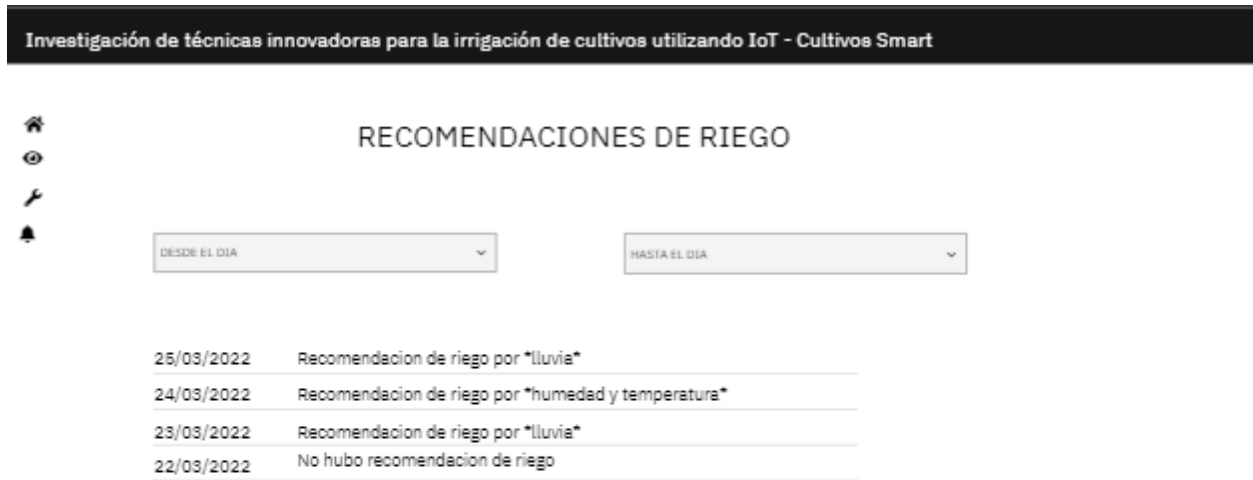 Investigación de técnicas innovadoras para la irrigación de cultivos utilizando IoT - Cultivos Smart
RECOMENDACIONES DE RIEGO
DESDE EL DIA
HASTA EL DIA
25/03/2022 Recomendacion de riego por *lluvia*
24/03/2022 Recomendacion de riego por *humedad y temperatura*
23/03/2022 Recomendacion de riego por *lluvia*
22/03/2022 No hubo recomendacion de riego